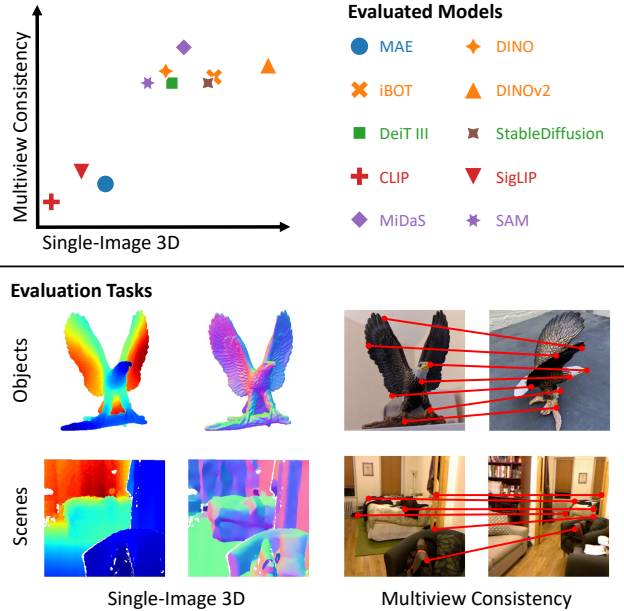 Multiview Consistency
Single-Image 3D
Evaluated Models
MAE
DINO
iBOT
DINOv2
DeiT III
StableDiffusion
CLIP
SigLIP
MiDaS
SAM
Evaluation Tasks
Objects
Scenes
Single-Image 3D
Multiview Consistency